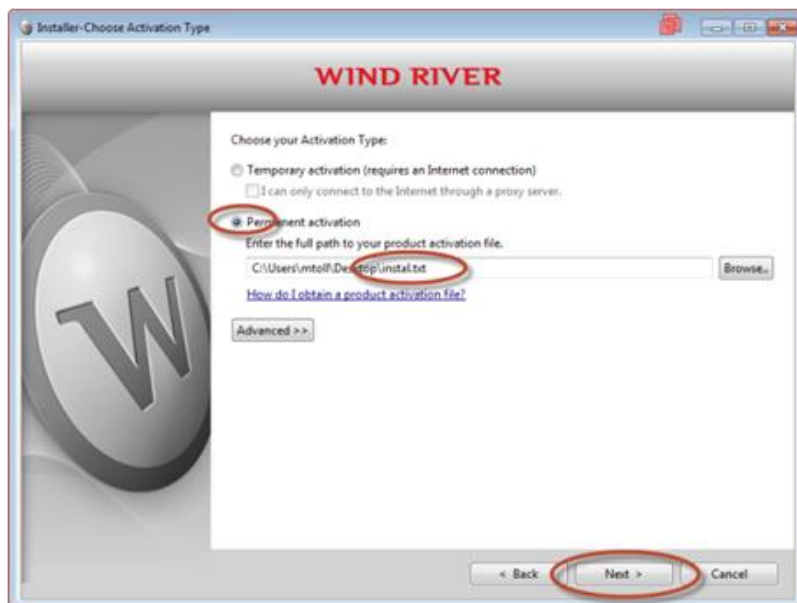 Installer-Choose Activation Type
WIND RIVER
Choose your Activation Type:
Temporary activation (requires an Internet connection)
I can only connect to the Internet through a proxy server.
Permanent activation
Enter the full path to your product activation file.
C:\Users\mtoll\Desktop\instal.txt
Browse..
How do I obtain a product activation file?
Advanced >>
W
< Back
Next >
Cancel